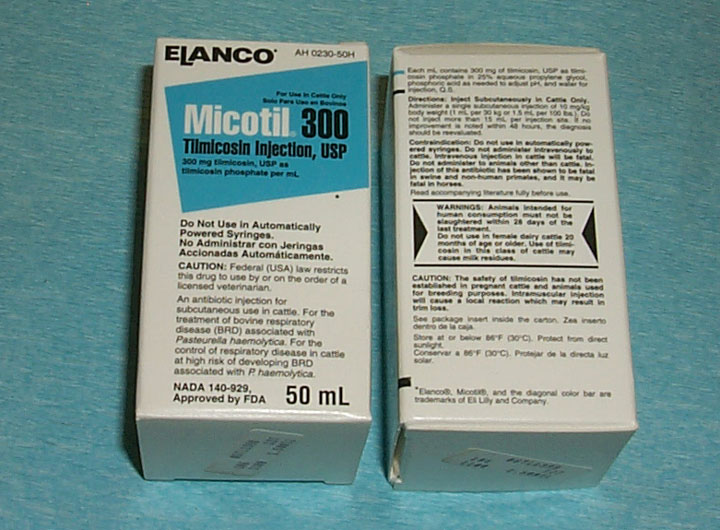 ELANCO®
AH 0230-50H
For Use in Cattle Only
Solo Para Uso en Bovinos
Micotil® 300
Tilmicosin Injection, USP
300 mg tilmicosin, USP as
tilmicosin phosphate per mL
Do Not Use in Automatically
Powered Syringes.
No Administrar con Jeringas
Accionadas Automáticamente.
CAUTION: Federal (USA) law restricts
this drug to use by or on the order of a
licensed veterinarian.
An antibiotic injection for
subcutaneous use in cattle. For the
treatment of bovine respiratory
disease (BRD) associated with
Pasteurella haemolytica. For the
control of respiratory disease in cattle
at high risk of developing BRD
associated with P. haemolytica.
NADA 140-929,
Approved by FDA
50 mL
Each mL contains 300 mg of tilmicosin, USP as tilmi-
cosin phosphate in 25% aqueous propylene glycol,
phosphoric acid as needed to adjust pH, and water for
injection, Q.S.
Directions: Inject Subcutaneously in Cattle Only.
Administer a single subcutaneous injection of 10 mg/kg
body weight (1 mL per 30 kg or 1.5 mL per 100 lbs.). Do
not inject more than 15 mL per injection site. If no
improvement is noted within 48 hours, the diagnosis
should be reevaluated.
Contraindication: Do not use in automatically pow-
ered syringes. Do not administer intravenously to
cattle. Intravenous injection in cattle will be fatal.
Do not administer to animals other than cattle. In-
jection of this antibiotic has been shown to be fatal
in swine and non-human primates, and it may be
fatal in horses.
Read accompanying literature fully before use.
WARNINGS: Animals intended for
human consumption must not be
slaughtered within 28 days of the
last treatment.
Do not use in female dairy cattle 20
months of age or older. Use of tilmi-
cosin in this class of cattle may
cause milk residues.
CAUTION: The safety of tilmicosin has not been
established in pregnant cattle and animals used
for breeding purposes. Intramuscular injection
will cause a local reaction which may result in
trim loss.
See package insert inside the carton. Zea inserto
dentro de la caja.
Store at or below 86°F (30°C). Protect from direct
sunlight.
Conservar a 86°F (30°C). Protejar de la directa luz
solar.
*Elanco®, Micotil®, and the diagonal color bar are
trademarks of Eli Lilly and Company.